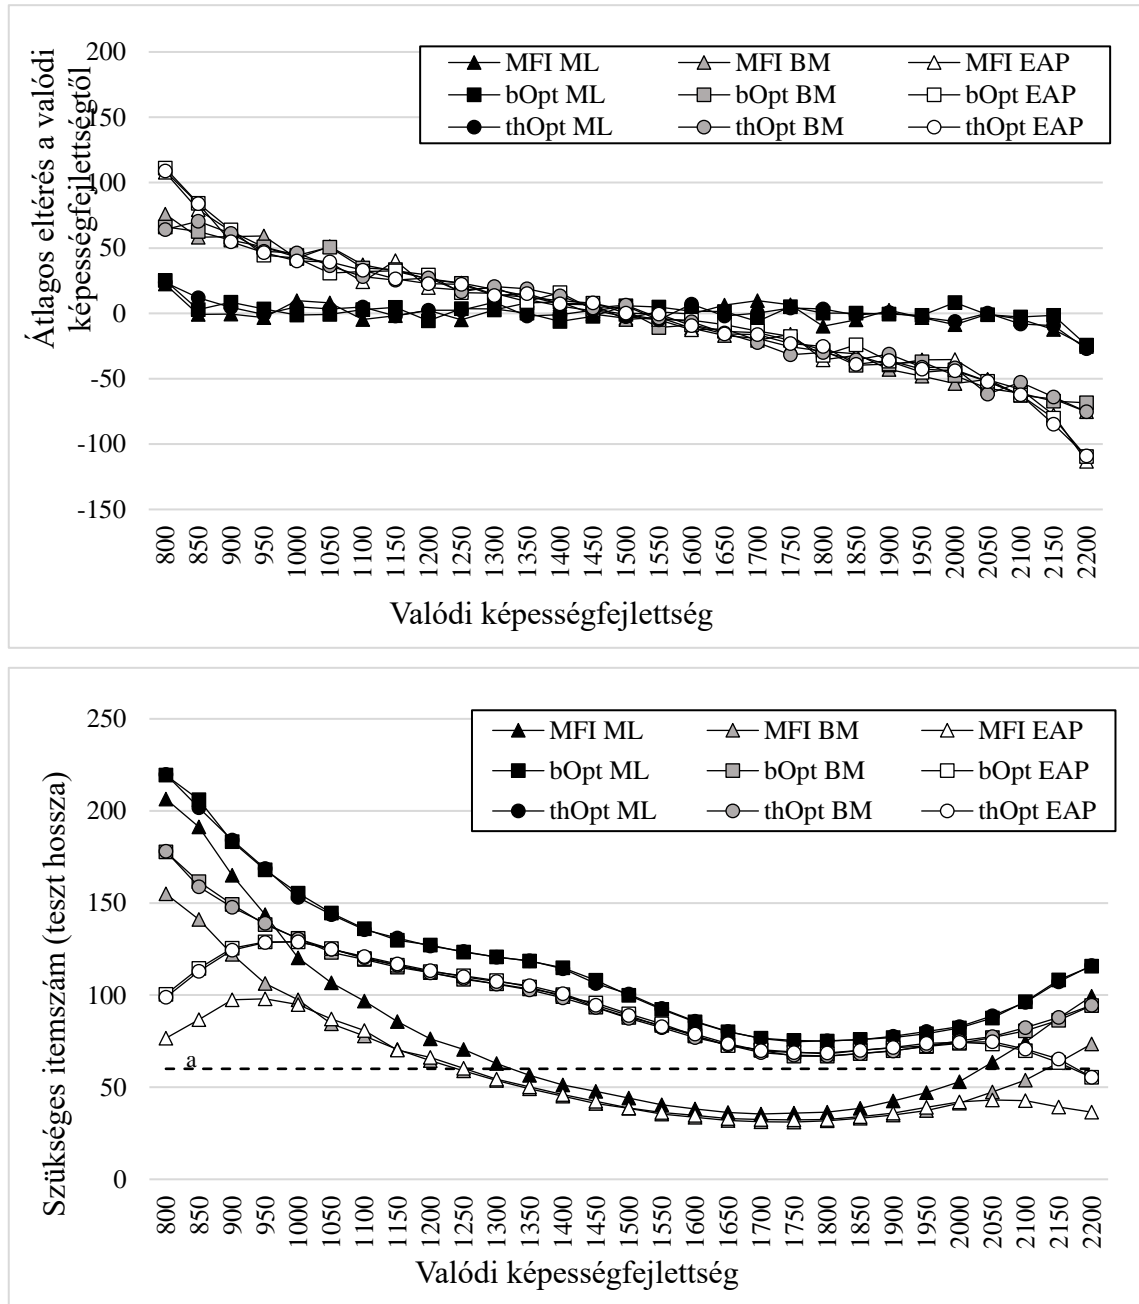 200
150
100
50
0
-50
-100
-150
Átlagos eltérés a valódi
képességfejlettségtől
MFI ML MFI BM MFI EAP
bOpt ML bOpt BM bOpt EAP
thOpt ML thOpt BM thOpt EAP
800 850 900 950 1000 1050 1100 1150 1200 1250 1300 1350 1400 1450 1500 1550 1600 1650 1700 1750 1800 1850 1900 1950 2000 2050 2100 2150 2200
Valódi képességfejlettség
250
200
150
100
50
0
Szükséges itemszám (teszt hossza)
MFI ML MFI BM MFI EAP
bOpt ML bOpt BM bOpt EAP
thOpt ML thOpt BM thOpt EAP
a
800 850 900 950 1000 1050 1100 1150 1200 1250 1300 1350 1400 1450 1500 1550 1600 1650 1700 1750 1800 1850 1900 1950 2000 2050 2100 2150 2200
Valódi képességfejlettség